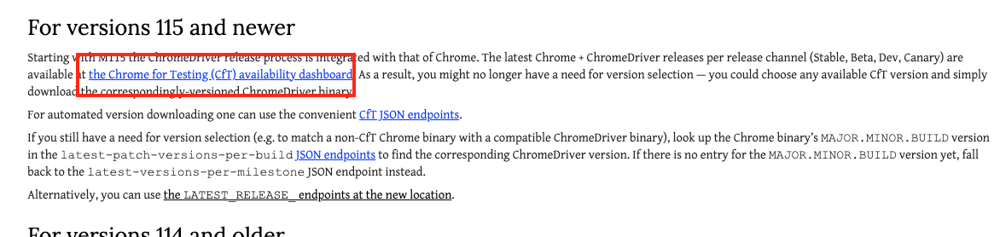 For versions 115 and newer
Starting with M115 the ChromeDriver release process is integrated with that of Chrome. The latest Chrome + ChromeDriver releases per release channel (Stable, Beta, Dev, Canary) are
available at the Chrome for Testing (CfT) availability dashboard. As a result, you might no longer have a need for version selection — you could choose any available CfT version and simply
download the correspondingly-versioned ChromeDriver binary.
For automated version downloading one can use the convenient CfT JSON endpoints.
If you still have a need for version selection (e.g. to match a non-CfT Chrome binary with a compatible ChromeDriver binary), look up the Chrome binary’s MAJOR.MINOR.BUILD version
in the latest-patch-versions-per-build JSON endpoints to find the corresponding ChromeDriver version. If there is no entry for the MAJOR.MINOR.BUILD version yet, fall
back to the latest-versions-per-milestone JSON endpoint instead.
Alternatively, you can use the LATEST_RELEASE_ endpoints at the new location.
For versions 114 and older